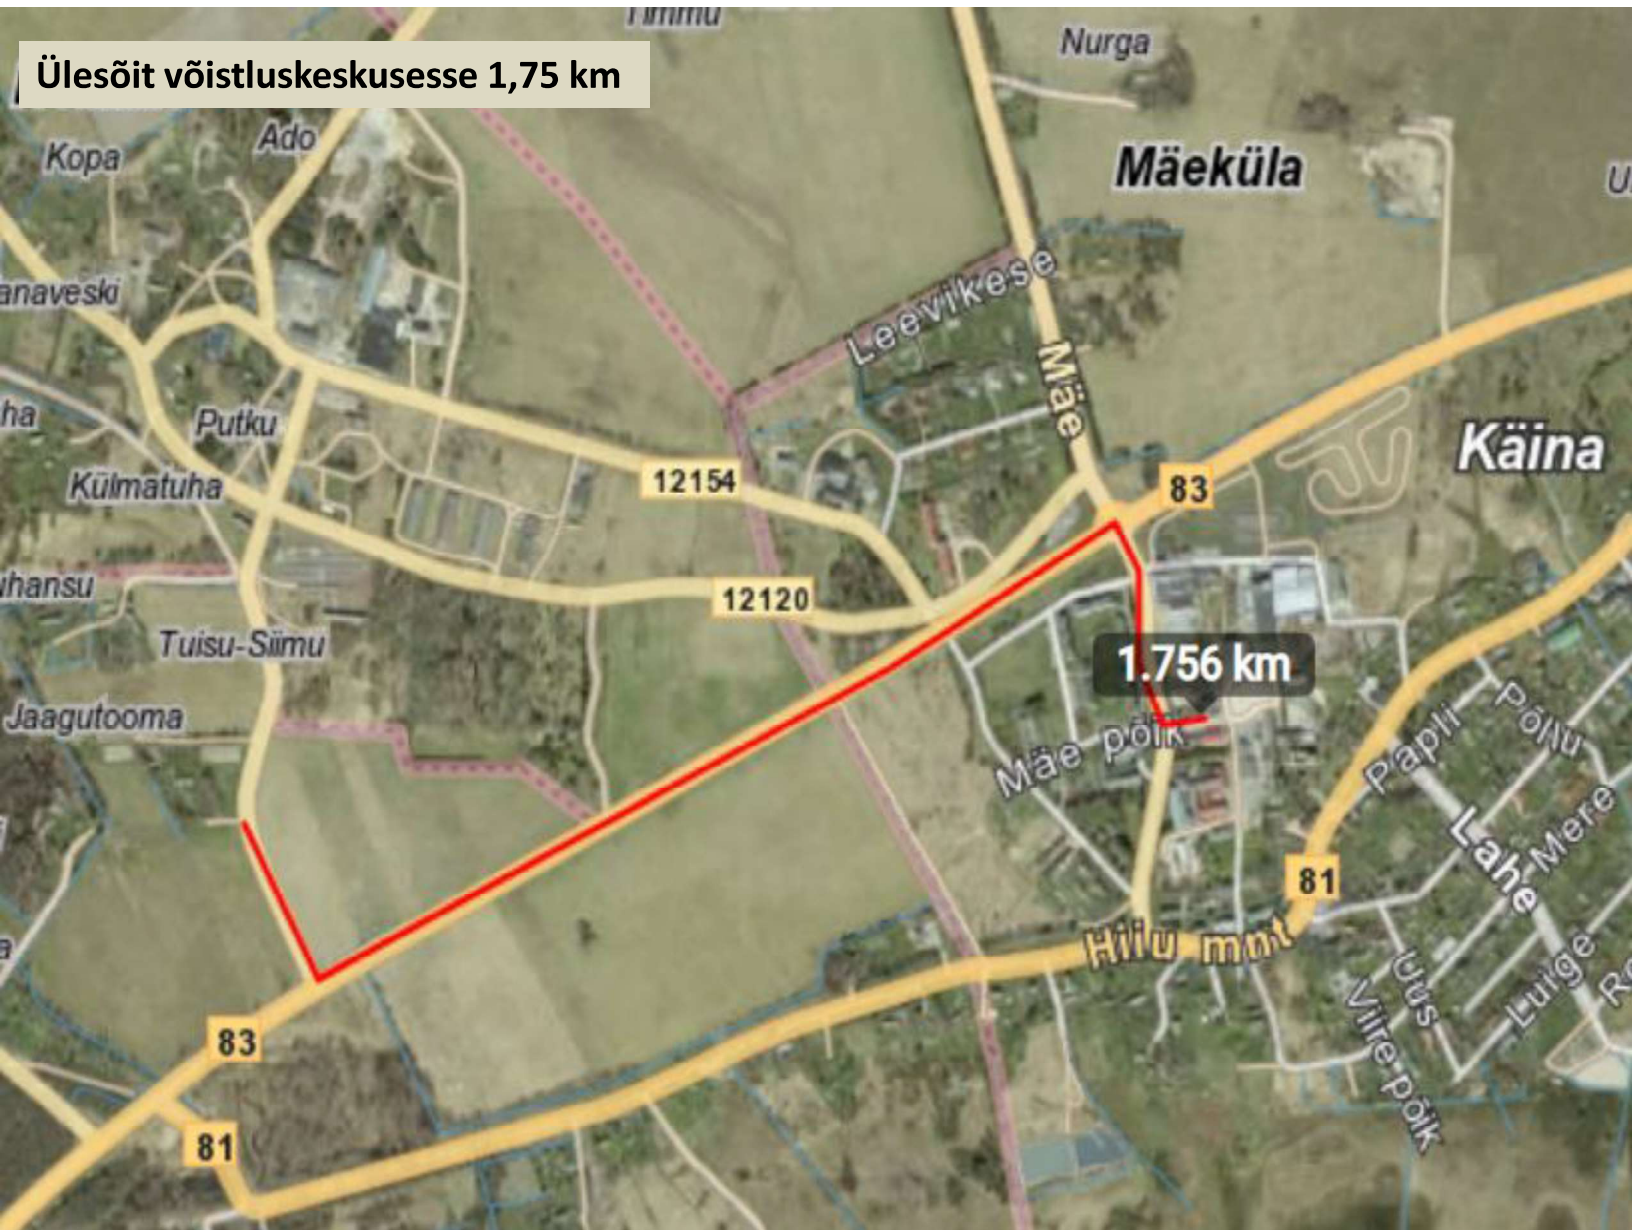 Ülesõit võistluskeskusesse 1,75 km
Nurga
Ado
Kopa
Mäeküla
anaveski
Leevikese
Mäe
Putku
Käina
Külmatuha
12154
83
12120
Tuisu-Siimu
1.756 km
Jaagutooma
Mäe põik
Papli
Põllu
Mere
Lahe
81
Hiiu mnt
Uus
Luige
Vilre põik
83
81